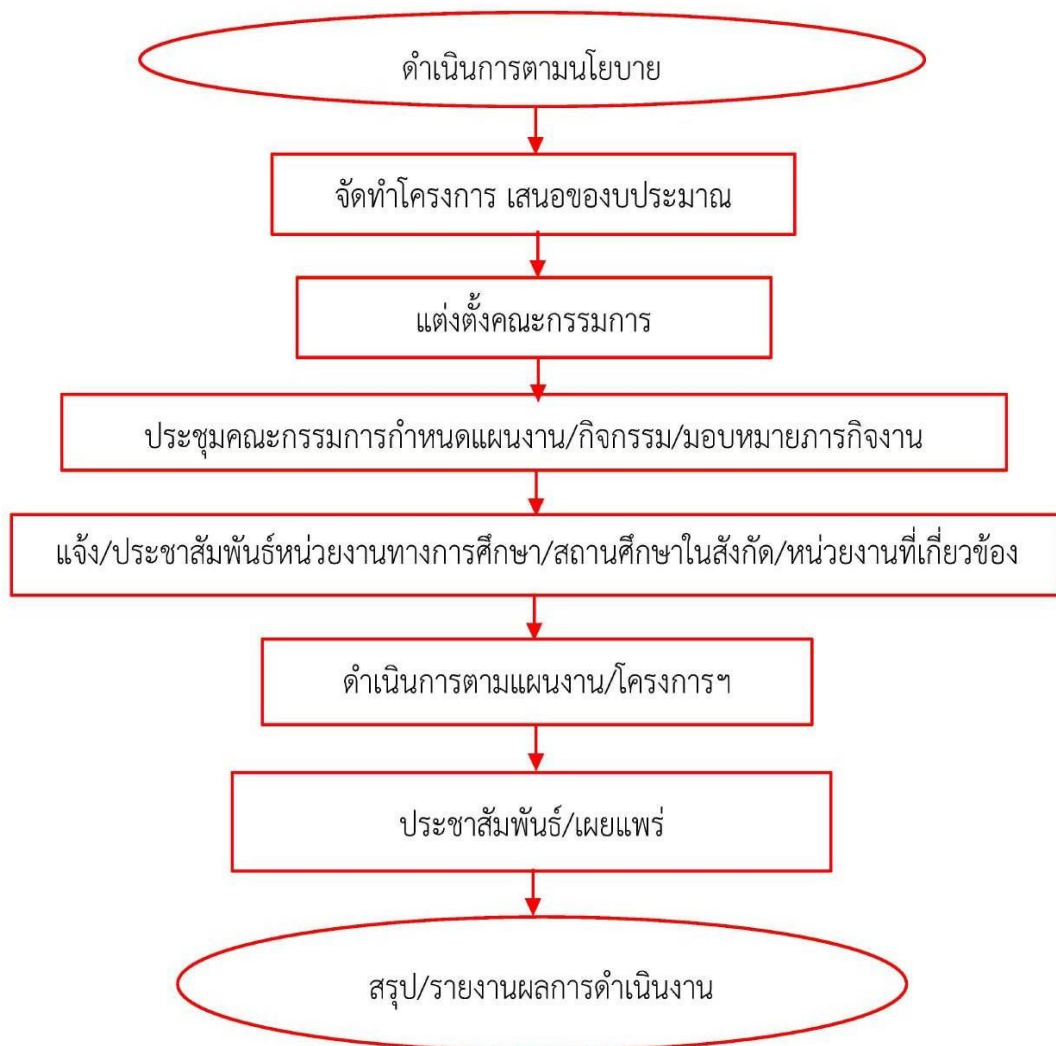 ดำเนินการตามนโยบาย
จัดทำโครงการ เสนอของบประมาณ
แต่งตั้งคณะกรรมการ
ประชุมคณะกรรมการกำหนดแผนงาน/กิจกรรม/มอบหมายภารกิจงาน
แจ้ง/ประชาสัมพันธ์หน่วยงานทางการศึกษา/สถานศึกษาในสังกัด/หน่วยงานที่เกี่ยวข้อง
ดำเนินการตามแผนงาน/โครงการฯ
ประชาสัมพันธ์/เผยแพร่
สรุป/รายงานผลการดำเนินงาน